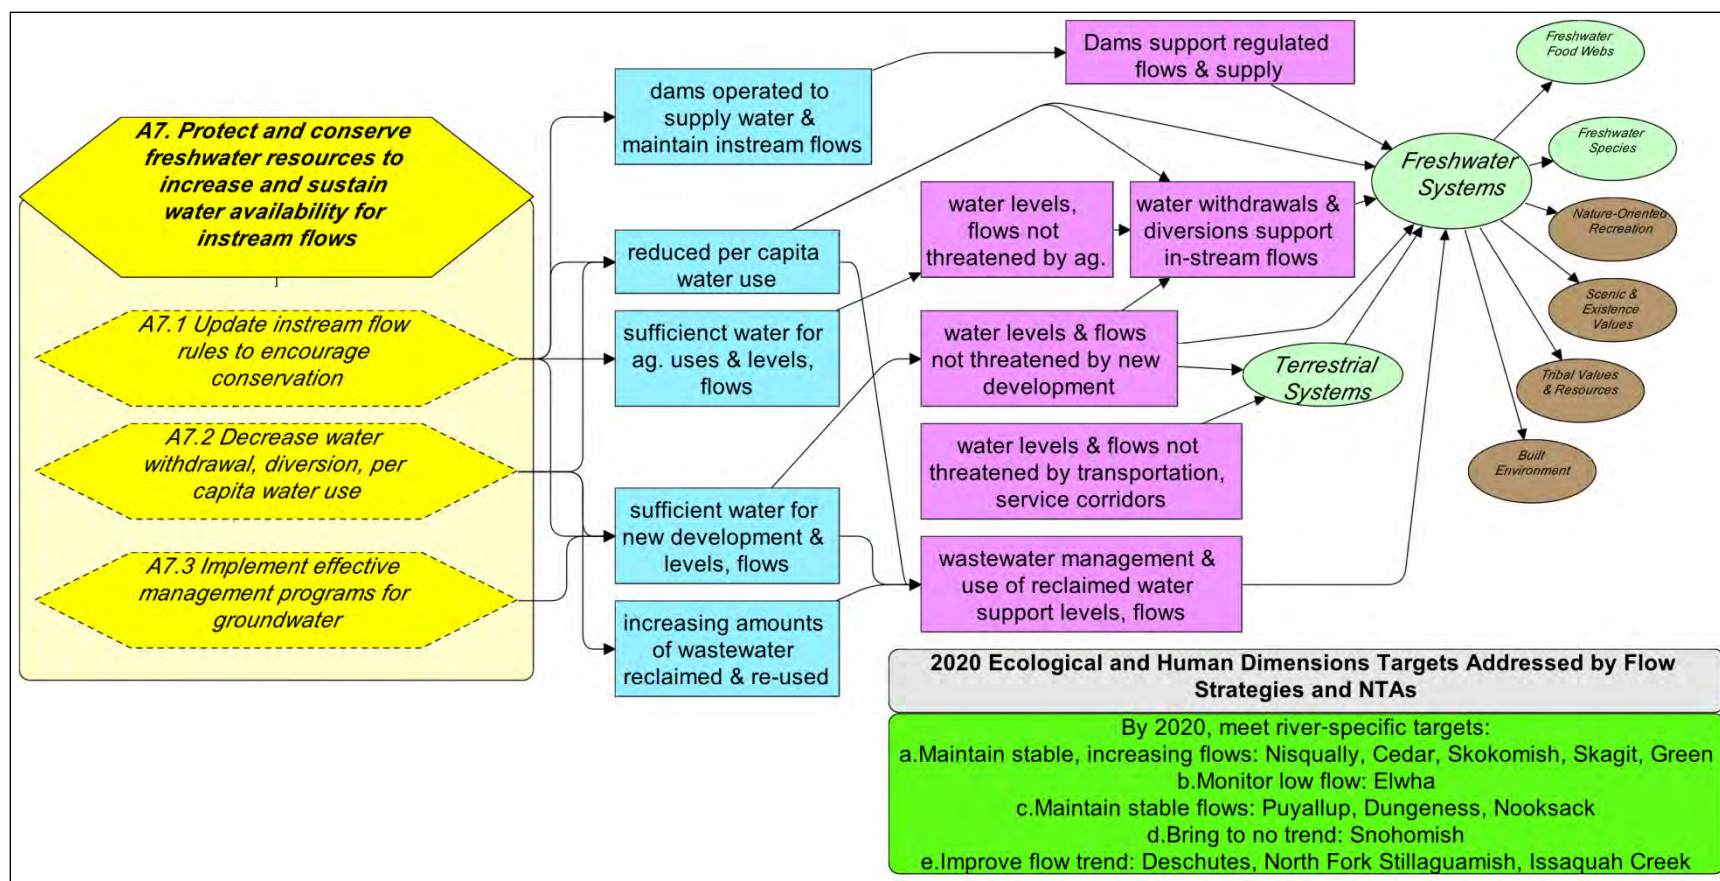 A7. Protect and conserve
freshwater resources to
increase and sustain
water availability for
instream flows
A7.1 Update instream flow
rules to encourage
conservation
A7.2 Decrease water
withdrawal, diversion, per
capita water use
A7.3 Implement effective
management programs for
groundwater
dams operated to
supply water &
maintain instream flows
reduced per capita
water use
sufficienct water for
ag. uses & levels,
flows
sufficient water for
new development &
levels, flows
increasing amounts
of wastewater
reclaimed & re-used
Dams support regulated
flows & supply
water levels,
flows not
threatened by ag.
water withdrawals &
diversions support
in-stream flows
water levels & flows
not threatened by new
development
water levels & flows not
threatened by transportation,
service corridors
wastewater management &
use of reclaimed water
support levels, flows
Freshwater
Systems
Terrestrial
Systems
Freshwater
Food Webs
Freshwater
Species
Nature-Oriented
Recreation
Scenic &
Existence
Values
Tribal Values
& Resources
Built
Environment
2020 Ecological and Human Dimensions Targets Addressed by Flow
Strategies and NTAs
By 2020, meet river-specific targets:
a.Maintain stable, increasing flows: Nisqually, Cedar, Skokomish, Skagit, Green
b.Monitor low flow: Elwha
c.Maintain stable flows: Puyallup, Dungeness, Nooksack
d.Bring to no trend: Snohomish
e.Improve flow trend: Deschutes, North Fork Stillaguamish, Issaquah Creek